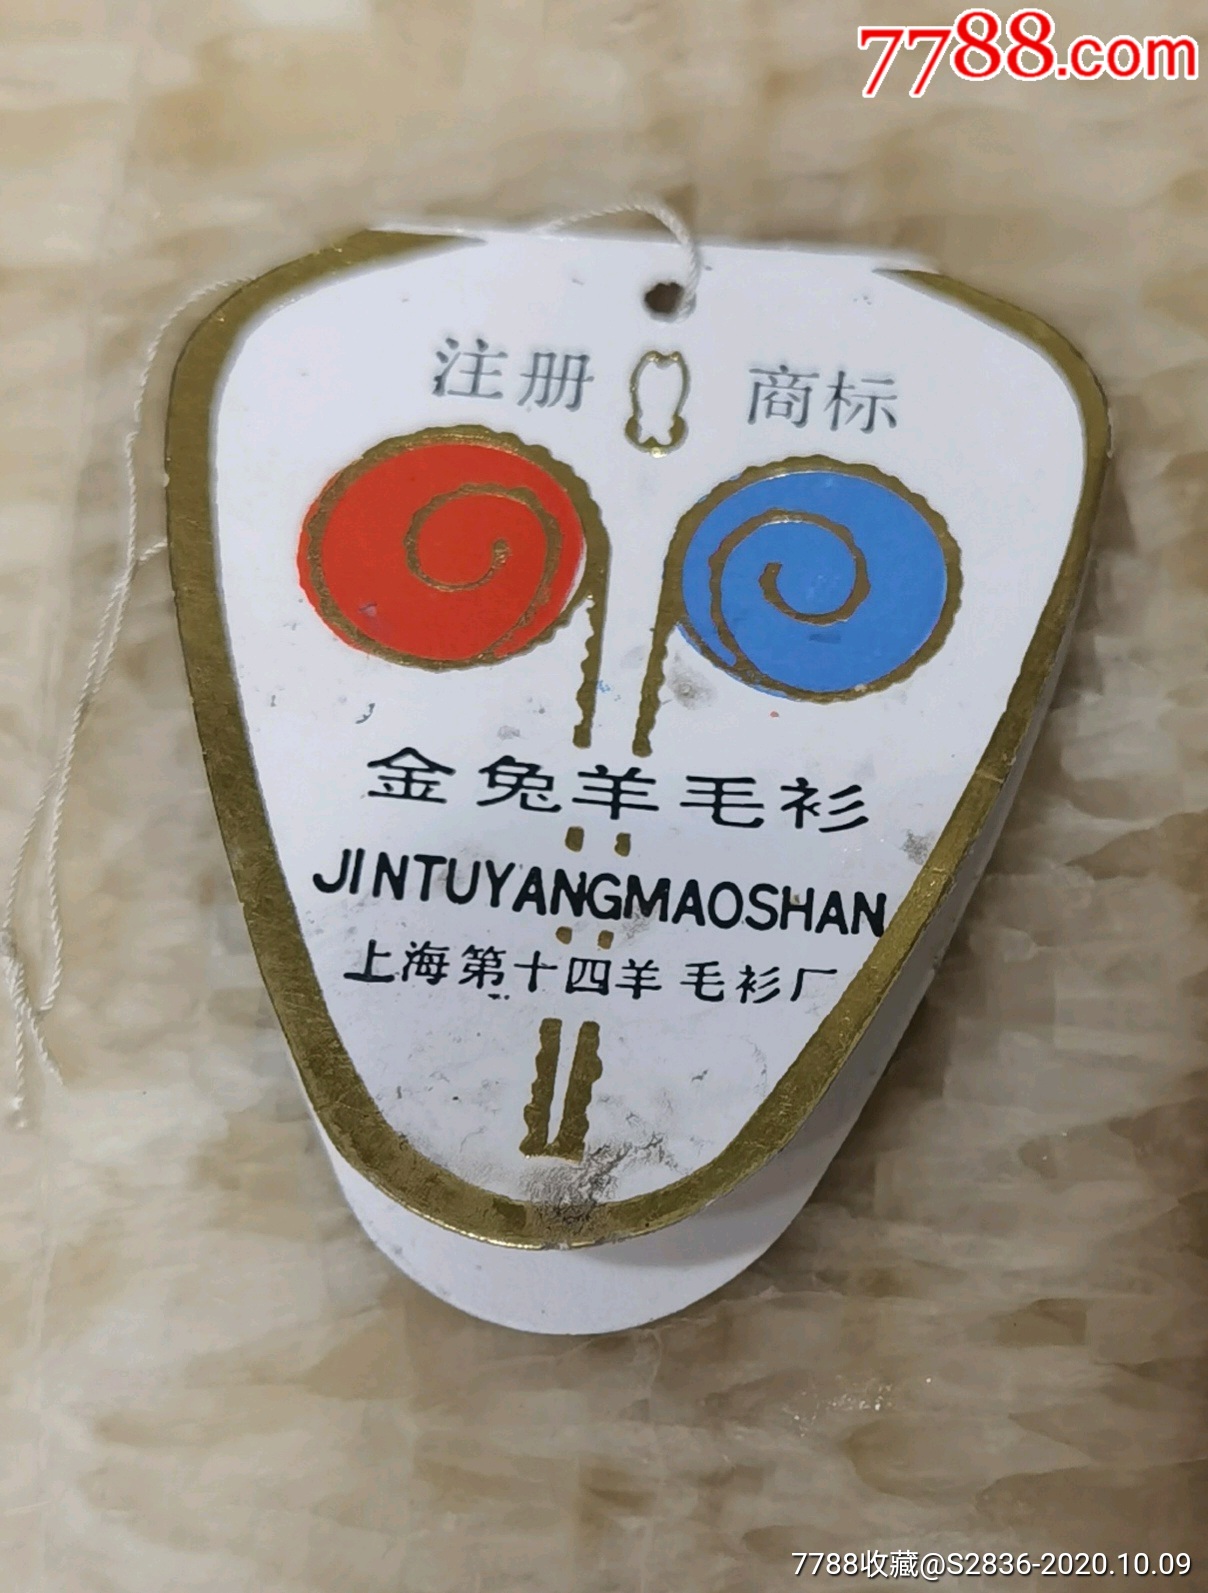 7788.com
注册 商标
金兔羊毛衫
JINTUYANGMAOSHAN
上海第十四羊毛衫厂
7788收藏@S2836-2020.10.09